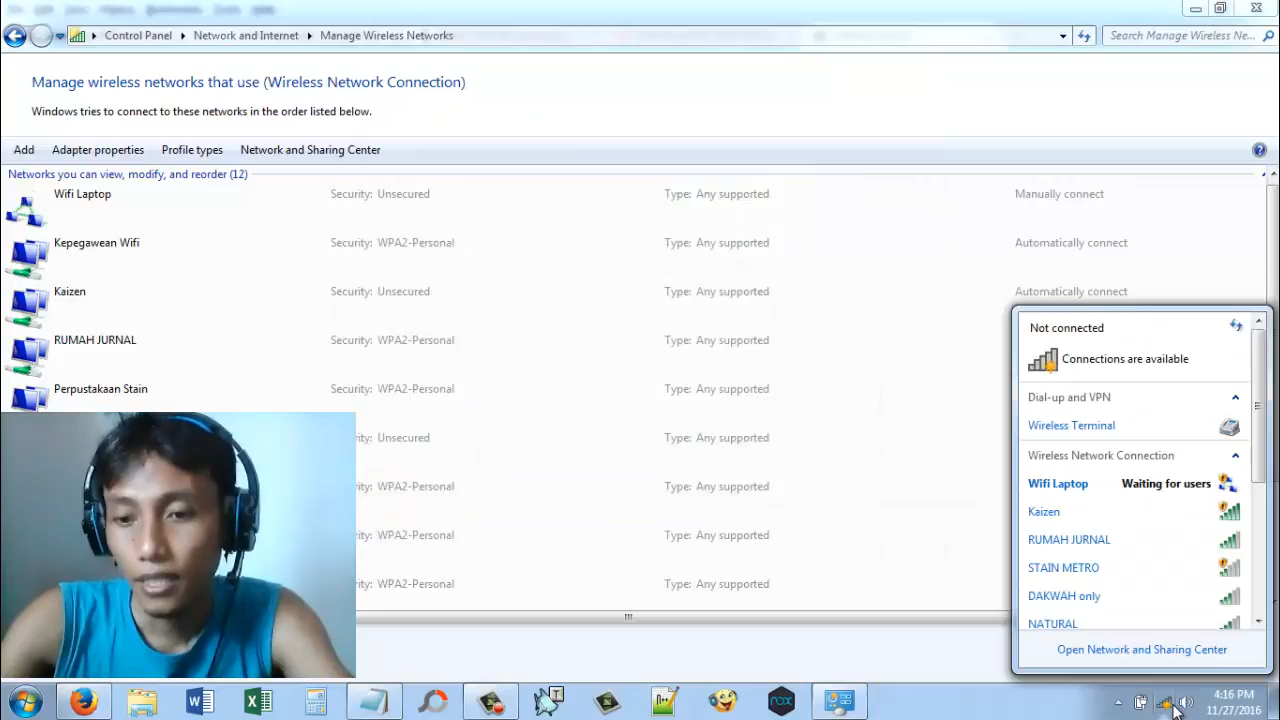 Control Panel Network and Internet Manage Wireless Networks Search Manage Wireless Ne...
Manage wireless networks that use (Wireless Network Connection)
Windows tries to connect to these networks in the order listed below.
Add Adapter properties Profile types Network and Sharing Center
Networks you can view, modify, and reorder (12)
Wifi Laptop Security: Unsecured Type: Any supported Manually connect
Kepegawean Wifi Security: WPA2-Personal Type: Any supported Automatically connect
Kaizen Security: Unsecured Type: Any supported Automatically connect
RUMAH JURNAL Security: WPA2-Personal Type: Any supported
Perpustakaan Stain Security: WPA2-Personal Type: Any supported
Unsecured Type: Any supported
WPA2-Personal Type: Any supported
WPA2-Personal Type: Any supported
WPA2-Personal Type: Any supported
Not connected
Connections are available
Dial-up and VPN
Wireless Terminal
Wireless Network Connection
Wifi Laptop Waiting for users
Kaizen
RUMAH JURNAL
STAIN METRO
DAKWAH only
NATURAL
Open Network and Sharing Center
nox
4:16 PM
11/27/2016